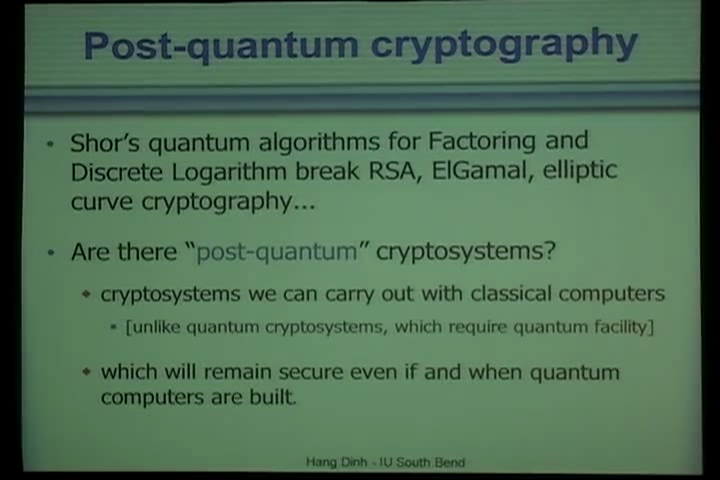 Post-quantum cryptography
• Shor's quantum algorithms for Factoring and
Discrete Logarithm break RSA, ElGamal, elliptic
curve cryptography...
• Are there “post-quantum” cryptosystems?
• cryptosystems we can carry out with classical computers
• [unlike quantum cryptosystems, which require quantum facility]
• which will remain secure even if and when quantum
computers are built.
Hang Dinh - IU South Bend